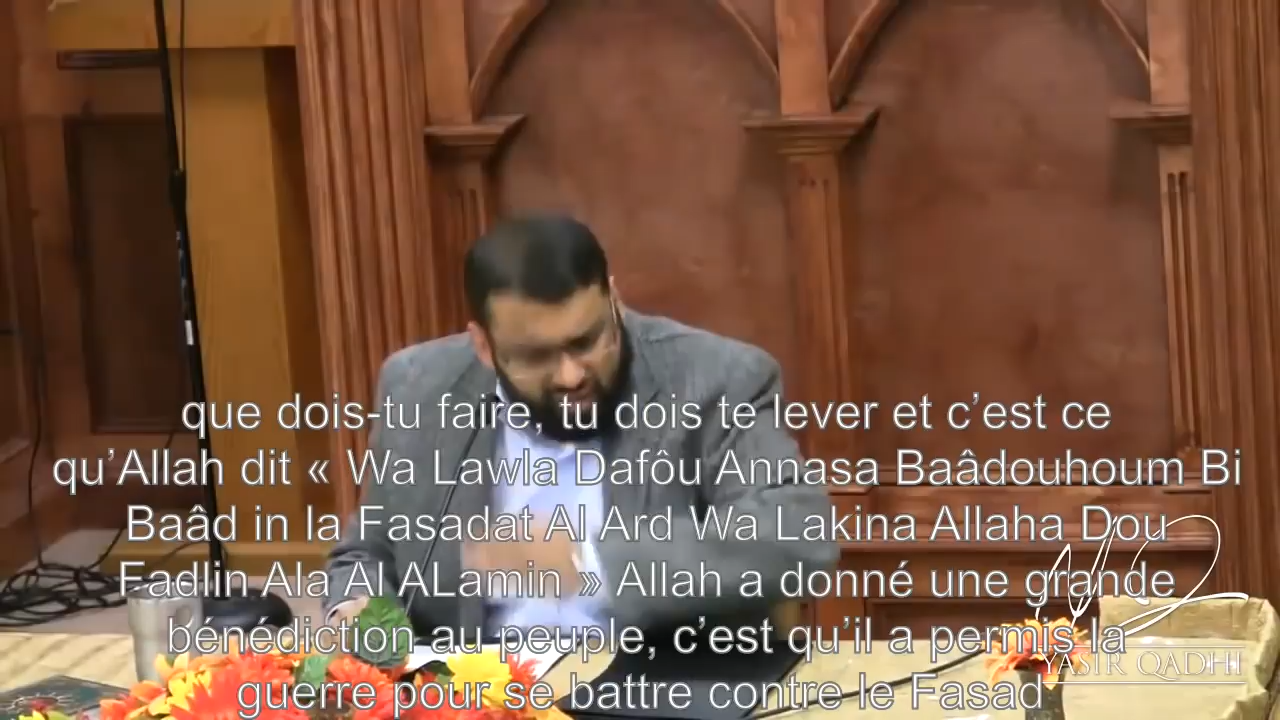 que dois-tu faire, tu dois te lever et c’est ce
qu’Allah dit « Wa Lawla Dafôu Annasa Baâdouhoum Bi
Baâd in la Fasadat Al Ard Wa Lakina Allaha Dou
Fadlin Ala Al ALamin » Allah a donné une grande
bénédiction au peuple, c’est qu’il a permis la
guerre pour se battre contre le Fasad
YASIR QADHI